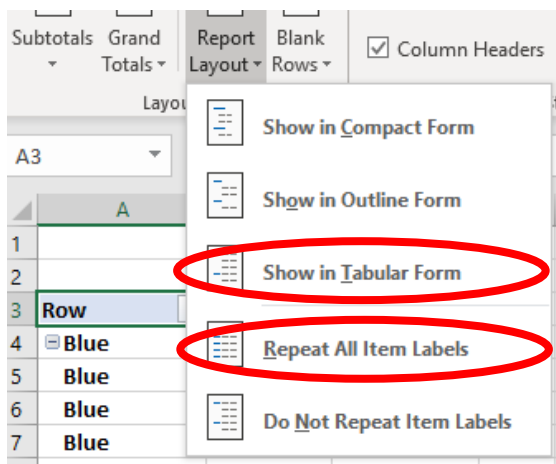 Subtotals Grand Totals Report Layout Blank Rows Column Headers
Layou
A3
A
1
2
3 Row
4 Blue
5 Blue
6 Blue
7 Blue
Show in Compact Form
Show in Outline Form
Show in Tabular Form
Repeat All Item Labels
Do Not Repeat Item Labels